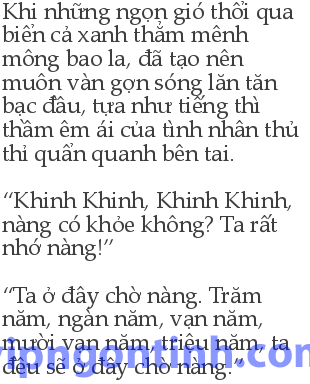 Khi những ngọn gió thổi qua
biển cả xanh thẳm mênh
mông bao la, đã tạo nên
muôn vàn gợn sóng lăn tăn
bạc đầu, tựa như tiếng thì
thầm êm ái của tình nhân thủ
thỉ quẩn quanh bên tai.
“Khinh Khinh, Khinh Khinh,
nàng có khỏe không? Ta rất
nhớ nàng!”
“Ta ở đây chờ nàng. Trăm
năm, ngàn năm, vạn năm,
mười vạn năm, triệu năm, ta
đều sẽ ở đây chờ nàng.”
vipngontinh.com